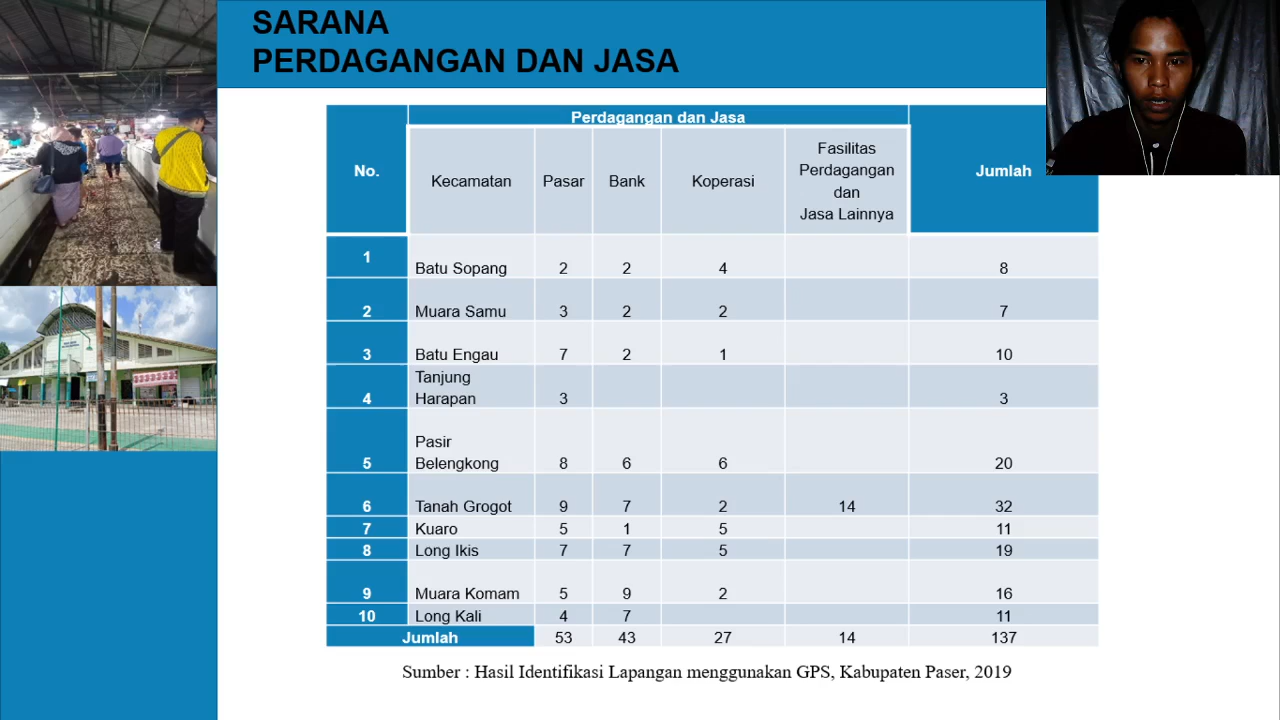 SARANA
PERDAGANGAN DAN JASA
No.
Perdagangan dan Jasa
Jumlah
Kecamatan
Pasar
Bank
Koperasi
Fasilitas
Perdagangan
dan
Jasa Lainnya
1 Batu Sopang 2 2 4 8
2 Muara Samu 3 2 2 7
3 Batu Engau 7 2 1 10
Tanjung
4 Harapan 3 3
Pasir
5 Belengkong 8 6 6 20
6 Tanah Grogot 9 7 2 14 32
7 Kuaro 5 1 5 11
8 Long Ikis 7 7 5 19
9 Muara Komam 5 9 2 16
10 Long Kali 4 7 11
Jumlah 53 43 27 14 137
Sumber : Hasil Identifikasi Lapangan menggunakan GPS, Kabupaten Paser, 2019